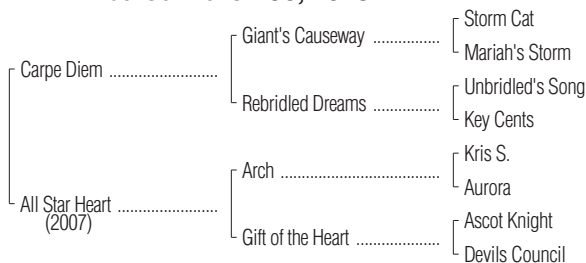 Storm Cat
Giant's Causeway ................
Mariah's Storm
Carpe Diem ..........................
Unbridled's Song
Rebridled Dreams ................
Key Cents
Kris S.
Arch ...............................
Aurora
All Star Heart ........................
(2007)
Ascot Knight
Gift of the Heart ....................
Devils Council